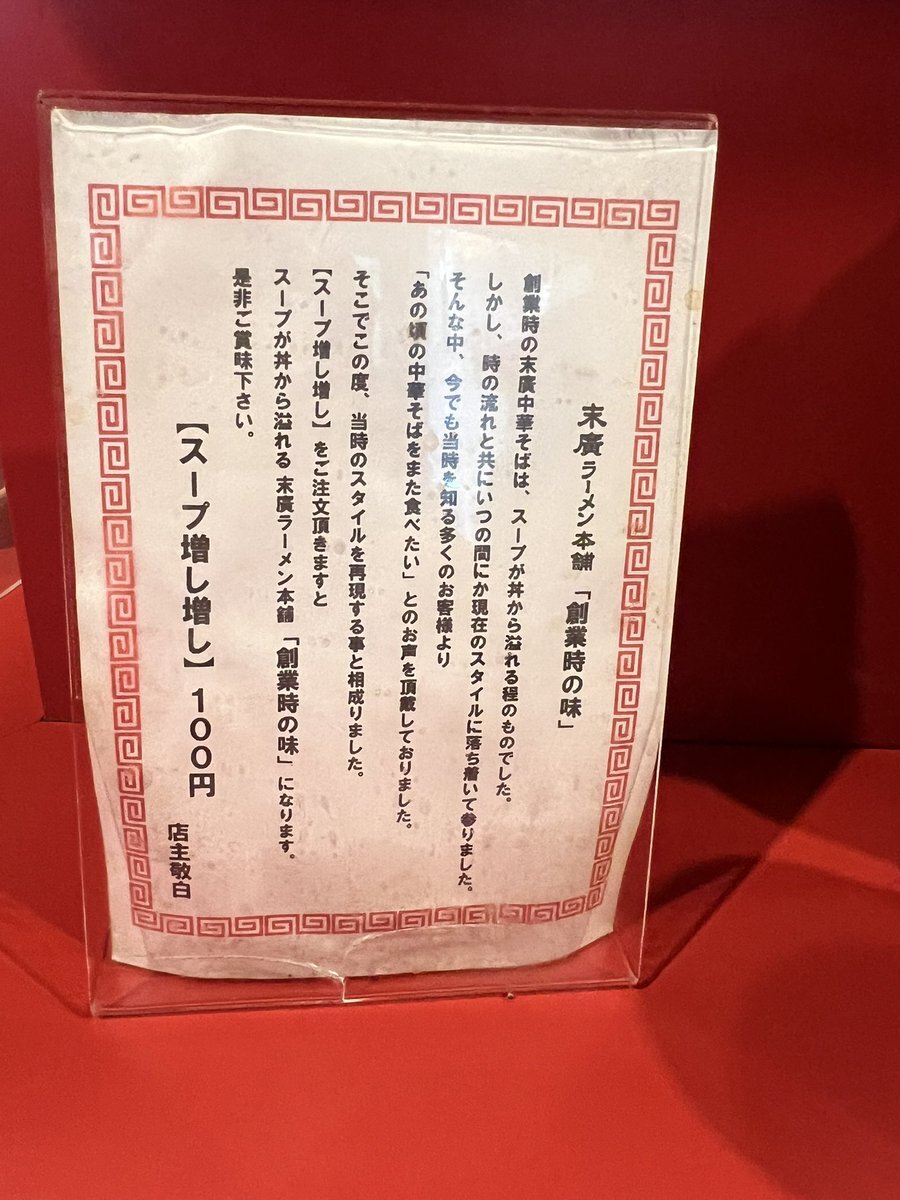 末廣ラーメン本舗「創業時の味」
創業時の末廣中華そばは、スープが丼から溢れる程のものでした。
しかし、時の流れと共にいつの間にか現在のスタイルに落ち着いて参りました。
そんな中、今でも当時を知る多くのお客様より
「あの頃の中華そばをまた食べたい」とのお声を頂戴しておりました。
そこでこの度、当時のスタイルを再現する事と相成りました。
【スープ増し増し】をご注文頂きますと
スープが丼から溢れる 末廣ラーメン本舗「創業時の味」になります。
是非ご賞味下さい。
【スープ増し増し】100円
店主敬白